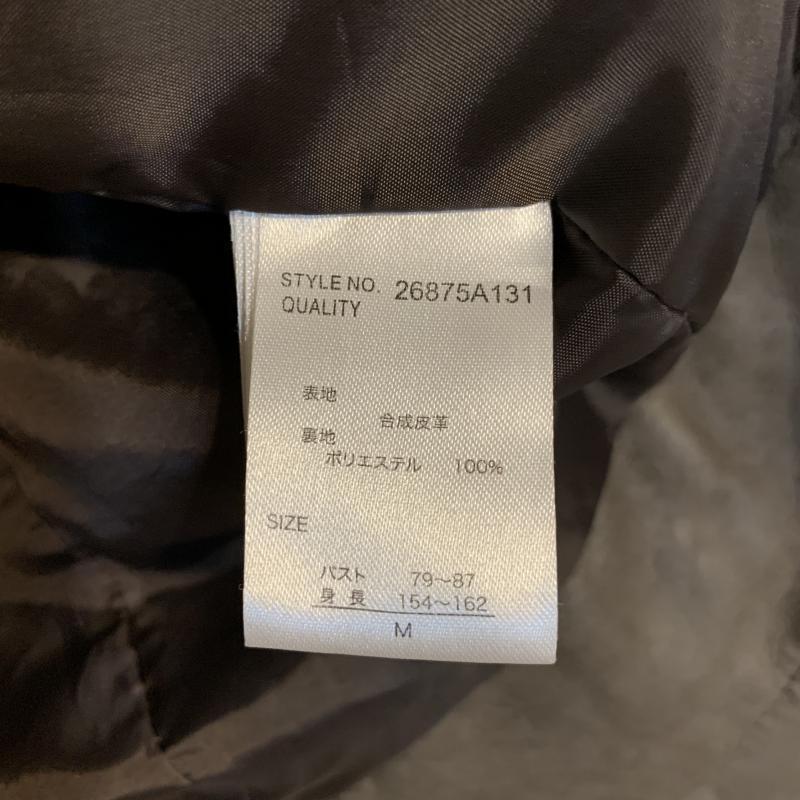 STYLE NO. 26875A131
QUALITY
表地
合成皮革
裏地
ポリエステル 100%
SIZE
バスト 79〜87
身長 154〜162
M